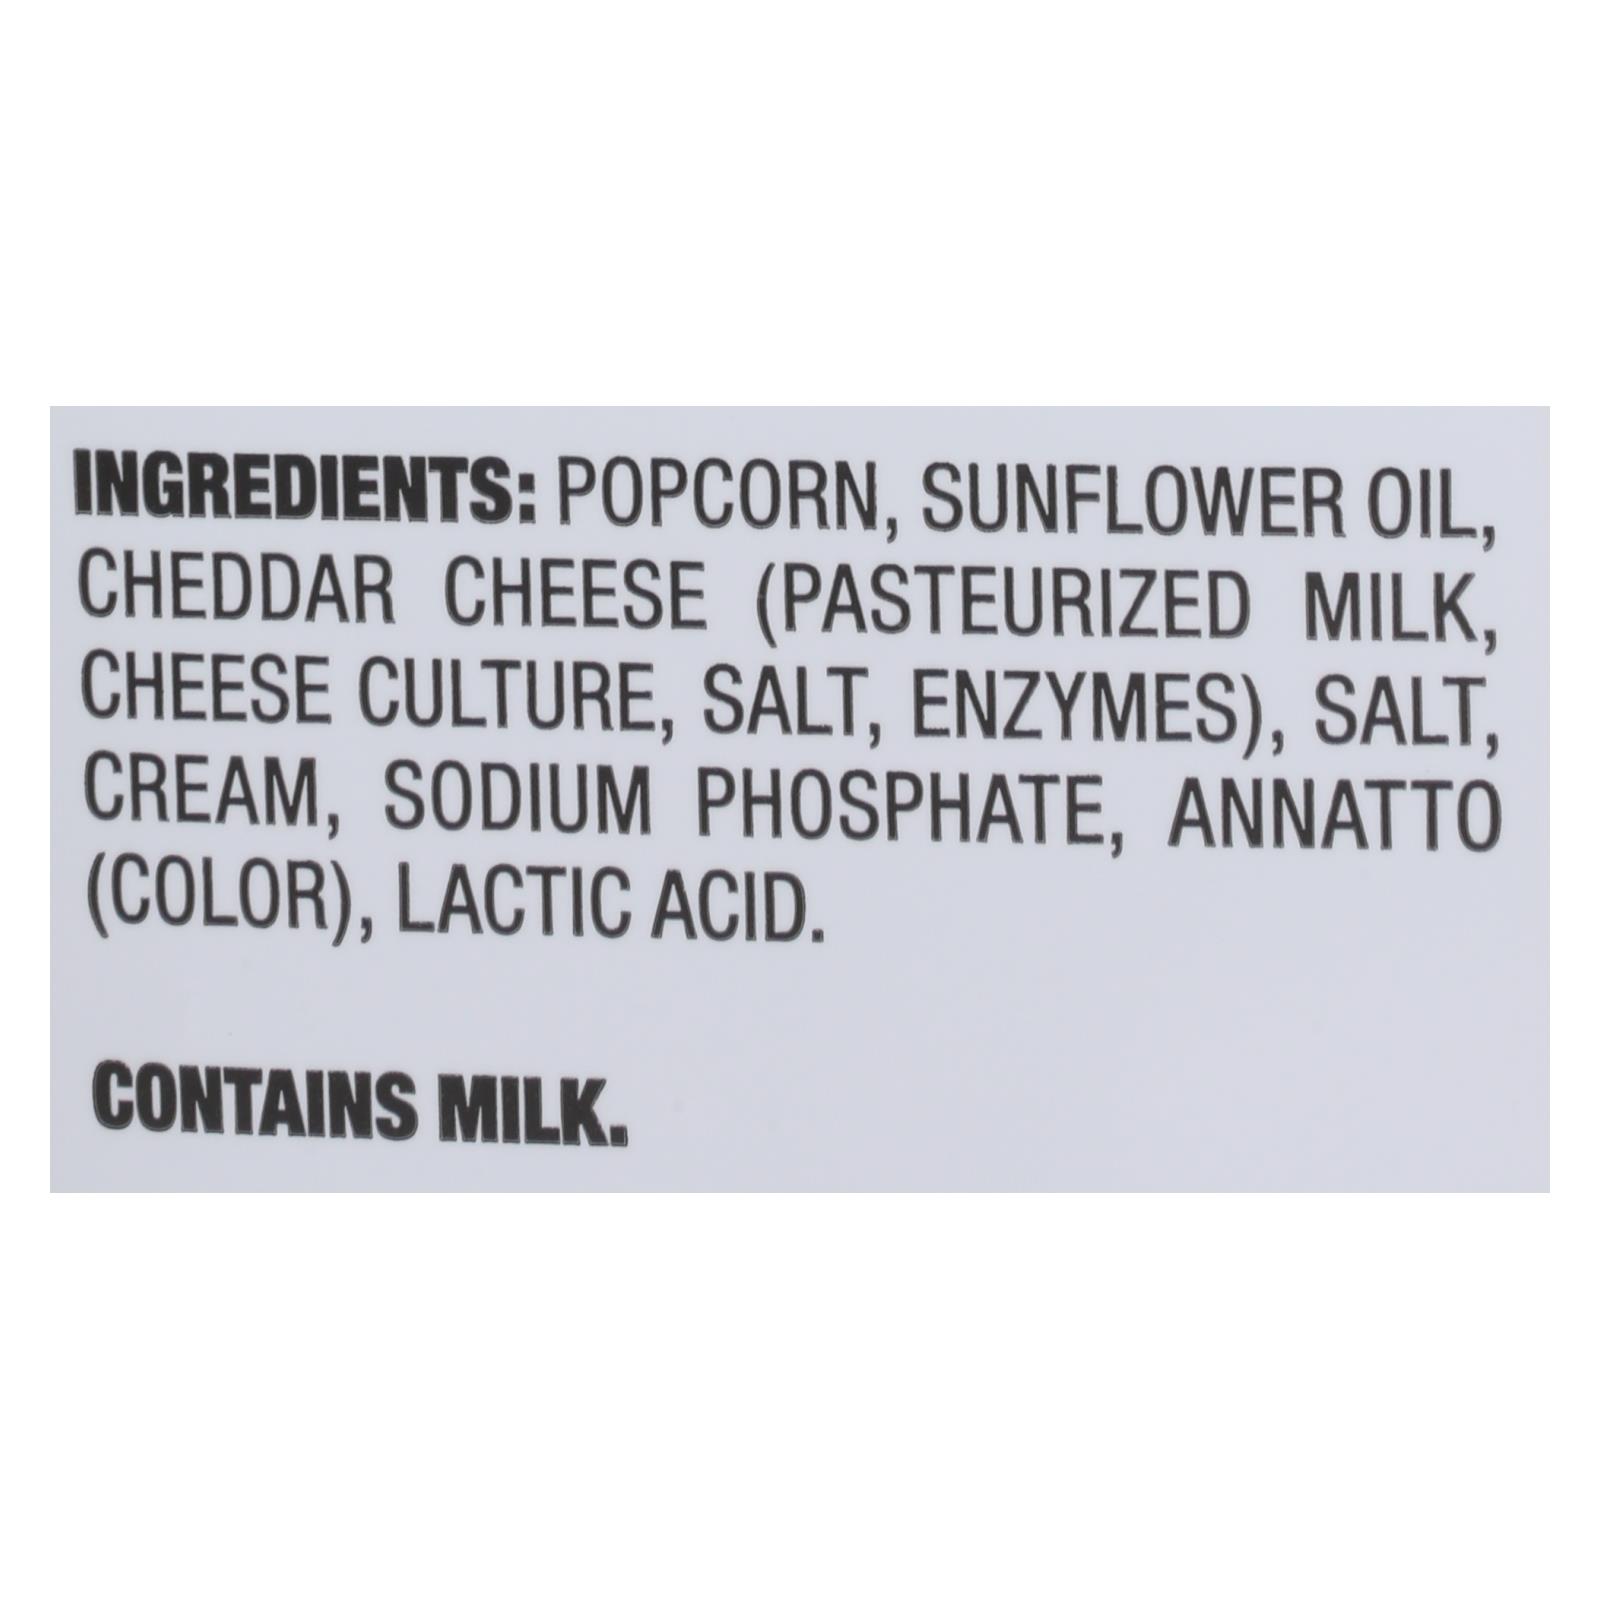 INGREDIENTS: POPCORN, SUNFLOWER OIL,
CHEDDAR CHEESE (PASTEURIZED MILK,
CHEESE CULTURE, SALT, ENZYMES), SALT,
CREAM, SODIUM PHOSPHATE, ANNATTO
(COLOR), LACTIC ACID.
CONTAINS MILK.